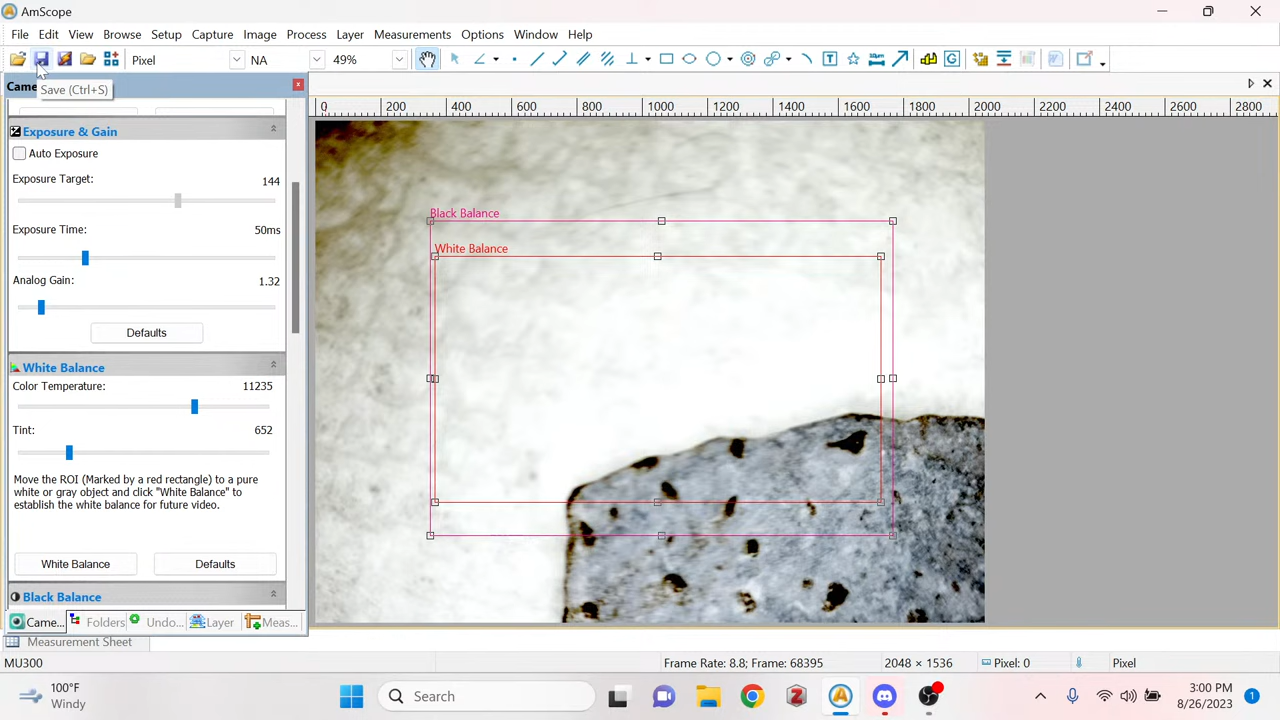 AmScope
File Edit View Browse Setup Capture Image Process Layer Measurements Options Window Help
Pixel NA 49%
Came
Save (Ctrl+S)
0 200 400 600 800 1000 1200 1400 1600 1800 2000 2200 2400 2600 2800
Exposure & Gain
Auto Exposure
Exposure Target: 144
Exposure Time: 50ms
Analog Gain: 1.32
Defaults
White Balance
Color Temperature: 11235
Tint: 652
Move the ROI (Marked by a red rectangle) to a pure
white or gray object and click "White Balance" to
establish the white balance for future video.
White Balance Defaults
Black Balance
Black Balance
White Balance
Came... Folders Undo... Layer Meas...
Measurement Sheet
MU300 Frame Rate: 8.8; Frame: 68395 2048 × 1536 Pixel: 0 Pixel
100°F
Windy
Search
3:00 PM
8/26/2023
1